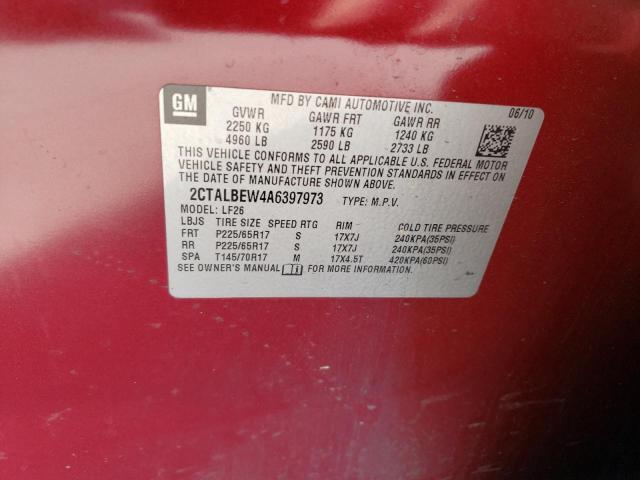 GM
MFD BY CAMI AUTOMOTIVE INC. 06/10
GVWR GAWR FRT GAWR RR
2250 KG 1175 KG 1240 KG
4960 LB 2590 LB 2733 LB
THIS VEHICLE CONFORMS TO ALL APPLICABLE U.S. FEDERAL MOTOR
VEHICLE SAFETY AND THEFT PREVENTION STANDARDS IN EFFECT ON
THE DATE OF MANUFACTURE SHOWN ABOVE.
2CTALBEW4A6397973 TYPE: M.P.V.
MODEL: LF26
LBJS TIRE SIZE SPEED RTG RIM COLD TIRE PRESSURE
FRT P225/65R17 S 17X7J 240KPA(35PSI)
RR P225/65R17 S 17X7J 240KPA(35PSI)
SPA T145/70R17 M 17X4.5T 420KPA(60PSI)
SEE OWNER'S MANUAL i FOR MORE INFORMATION.